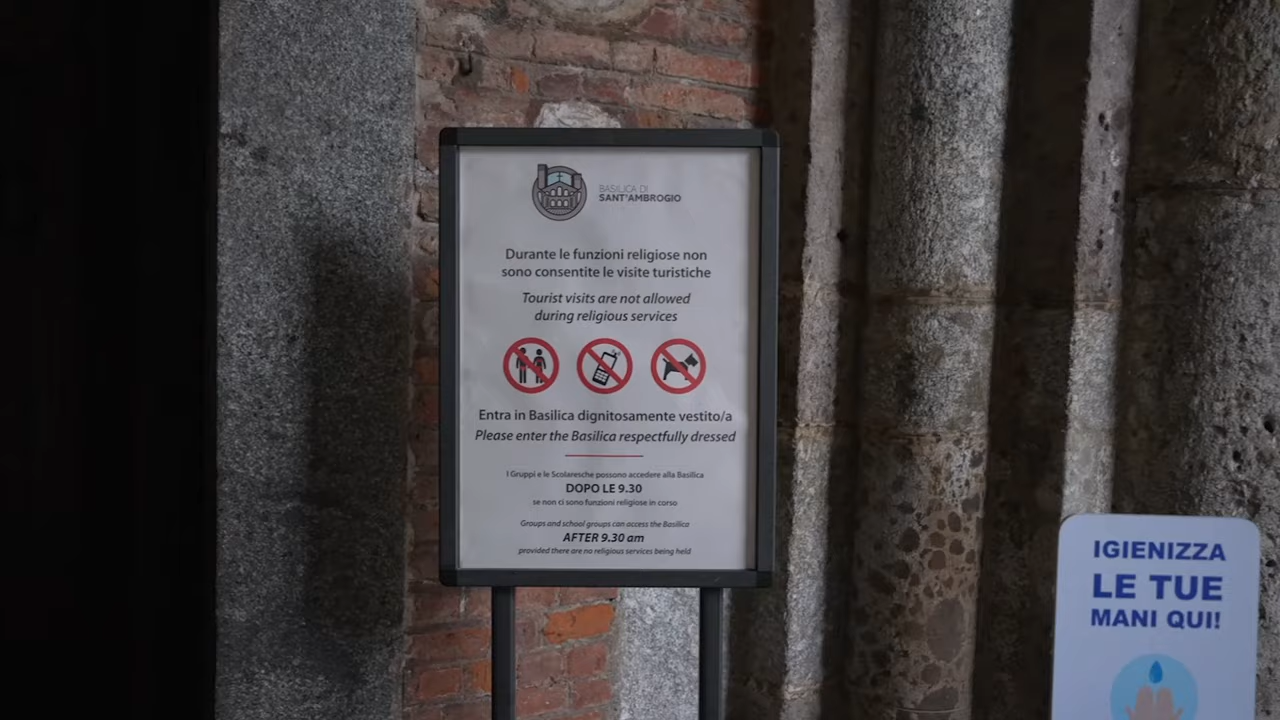 BASILICA DI
SANT'AMBROGIO
Durante le funzioni religiose non
sono consentite le visite turistiche
Tourist visits are not allowed
during religious services
Entra in Basilica dignitosamente vestito/a
Please enter the Basilica respectfully dressed
I Gruppi e le Scolaresche possono accedere alla Basilica
DOPO LE 9.30
se non ci sono funzioni religiose in corso
Groups and school groups can access the Basilica
AFTER 9.30 am
provided there are no religious services being held
IGIENIZZA
LE TUE
MANI QUI!